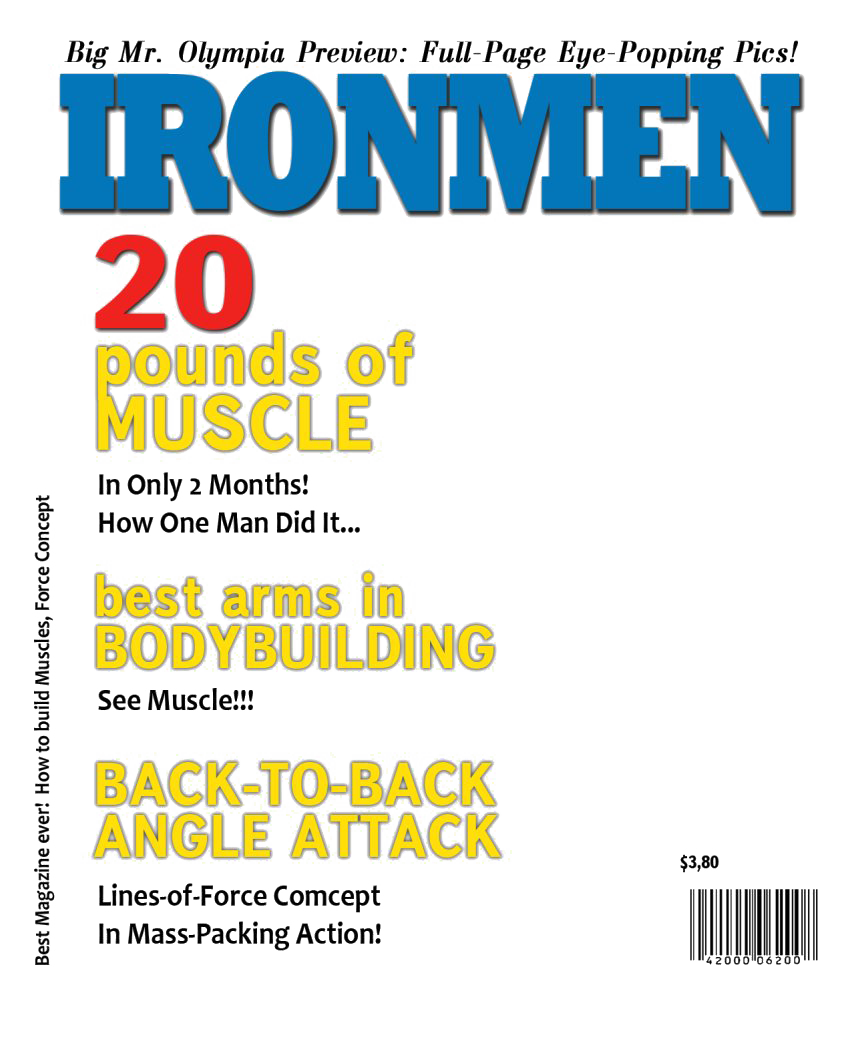 Big Mr. Olympia Preview: Full-Page Eye-Popping Pics!
IRONMEN
20
pounds of
MUSCLE
In Only 2 Months!
How One Man Did It...
best arms in
BODYBUILDING
See Muscle!!!
BACK-TO-BACK
ANGLE ATTACK
Lines-of-Force Comcept
In Mass-Packing Action!
Best Magazine ever! How to build Muscles, Force Concept
$3,80
42000 06200